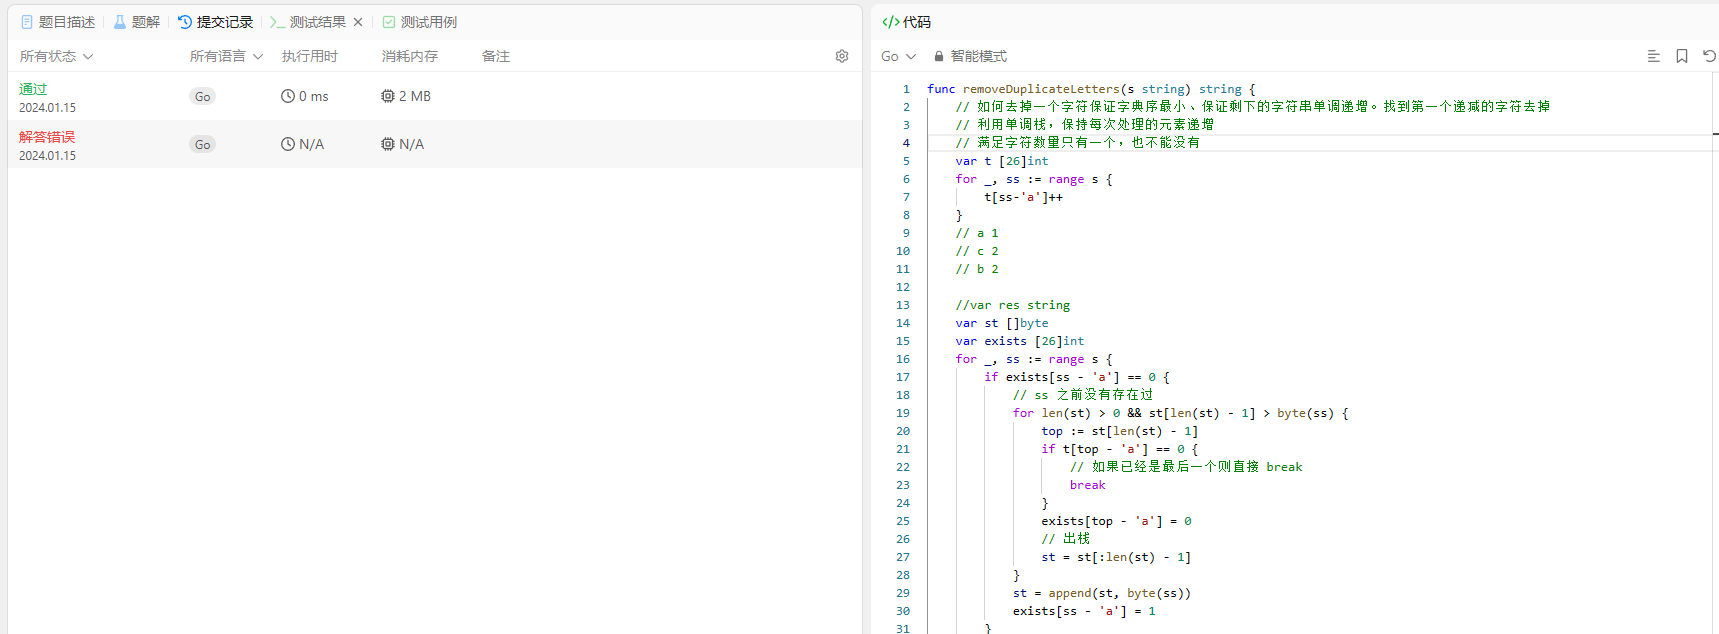 题目描述 题解 提交记录 测试结果 测试用例
所有状态 所有语言 执行用时 消耗内存 备注
通过
2024.01.15
Go 0 ms 2 MB
解答错误
2024.01.15
Go N/A N/A
</>代码
Go 智能模式
1 func removeDuplicateLetters(s string) string {
2 // 如何去掉一个字符保证字典序最小、保证剩下的字符串单调递增。找到第一个递减的字符去掉
3 // 利用单调栈，保持每次处理的元素递增
4 // 满足字符数量只有一个，也不能没有
5 var t [26]int
6 for _, ss := range s {
7 t[ss-'a']++
8 }
9 // a 1
10 // c 2
11 // b 2
12
13 //var res string
14 var st []byte
15 var exists [26]int
16 for _, ss := range s {
17 if exists[ss - 'a'] == 0 {
18 // ss 之前没有存在过
19 for len(st) > 0 && st[len(st) - 1] > byte(ss) {
20 top := st[len(st) - 1]
21 if t[top - 'a'] == 0 {
22 // 如果已经是最后一个则直接 break
23 break
24 }
25 exists[top - 'a'] = 0
26 // 出栈
27 st = st[:len(st) - 1]
28 }
29 st = append(st, byte(ss))
30 exists[ss - 'a'] = 1
31 }